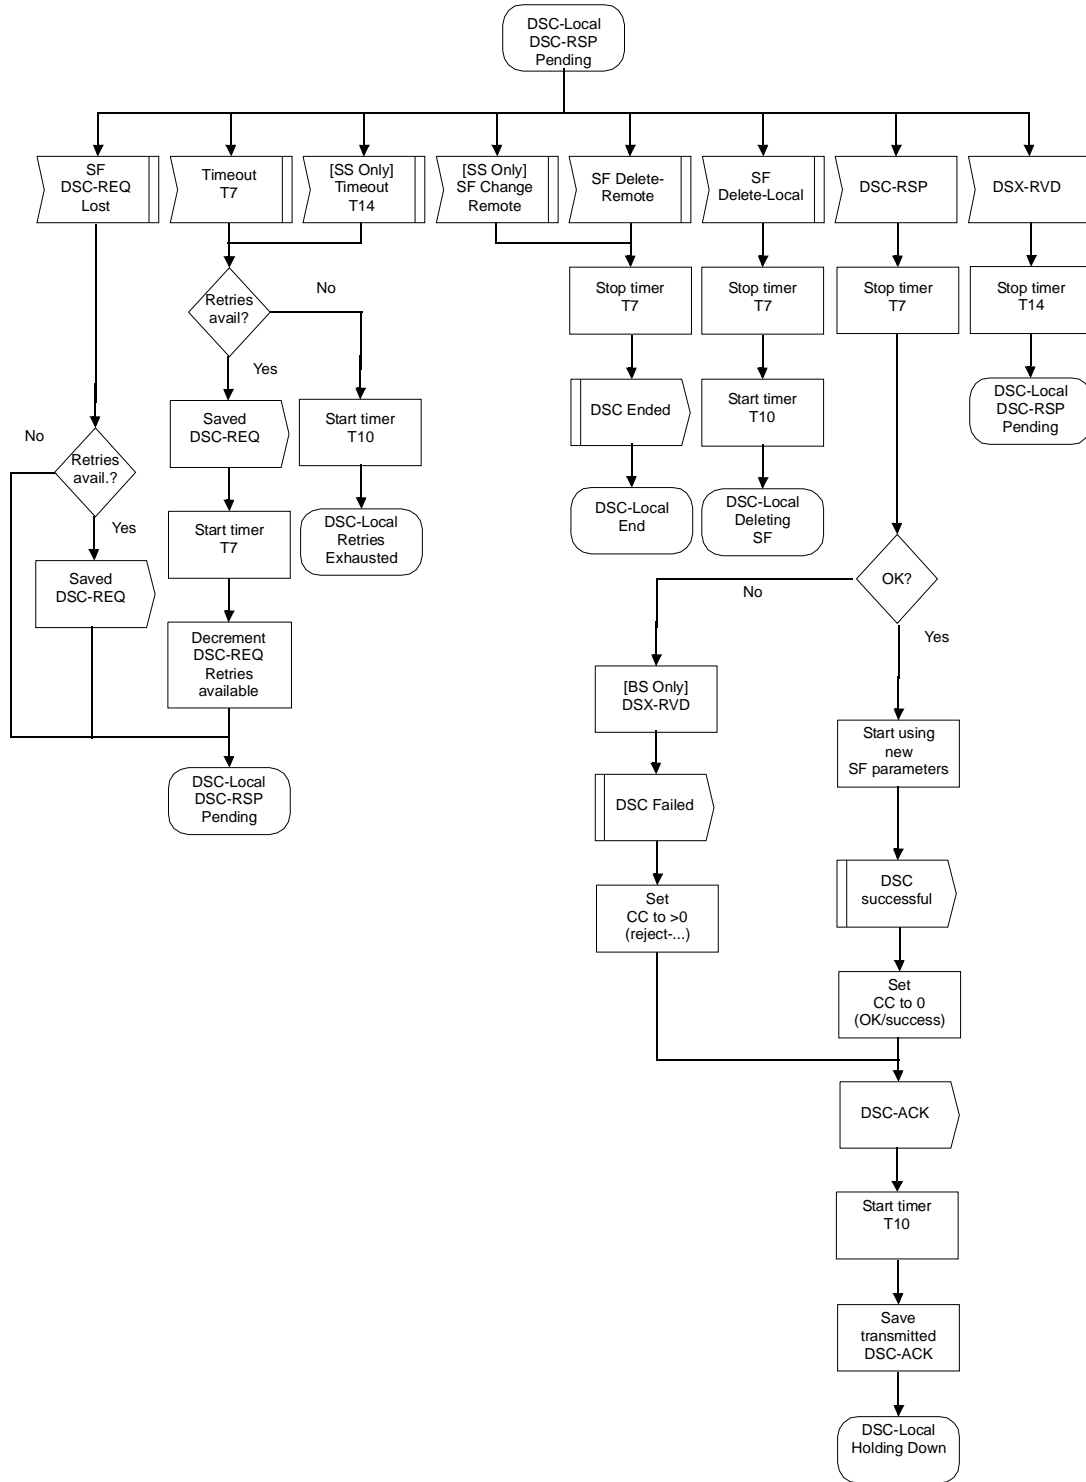 DSC-Local
DSC-RSP
Pending
SF
DSC-REQ
Lost
Timeout
T7
[SS Only]
Timeout
T14
[SS Only]
SF Change
Remote
SF Delete-
Remote
SF
Delete-Local
DSC-RSP
DSX-RVD
Retries
avail?
No
Yes
Stop timer
T7
Stop timer
T7
Stop timer
T7
Stop timer
T14
Saved
DSC-REQ
Start timer
T10
DSC Ended
Start timer
T10
DSC-Local
DSC-RSP
Pending
No
Retries
avail.?
Yes
Start timer
T7
DSC-Local
Retries
Exhausted
DSC-Local
End
DSC-Local
Deleting
SF
Saved
DSC-REQ
OK?
No
Yes
Decrement
DSC-REQ
Retries
available
[BS Only]
DSX-RVD
Start using
new
SF parameters
DSC-Local
DSC-RSP
Pending
DSC Failed
DSC
successful
Set
CC to >0
(reject-...)
Set
CC to 0
(OK/success)
DSC-ACK
Start timer
T10
Save
transmitted
DSC-ACK
DSC-Local
Holding Down